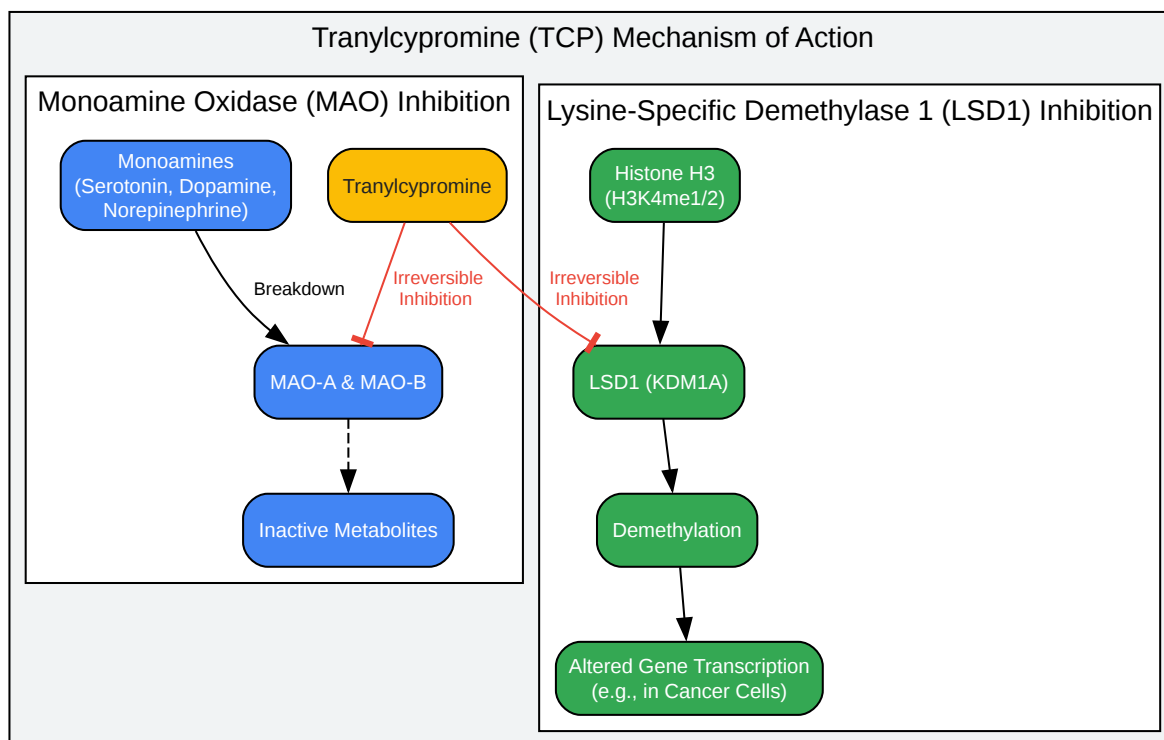 Tranylcypromine (TCP) Mechanism of Action
Monoamine Oxidase (MAO) Inhibition
Monoamines
(Serotonin, Dopamine,
Norepinephrine)
Tranylcypromine
Breakdown
Irreversible
Inhibition
MAO-A & MAO-B
Inactive Metabolites
Lysine-Specific Demethylase 1 (LSD1) Inhibition
Histone H3
(H3K4me1/2)
Irreversible
Inhibition
LSD1 (KDM1A)
Demethylation
Altered Gene Transcription
(e.g., in Cancer Cells)